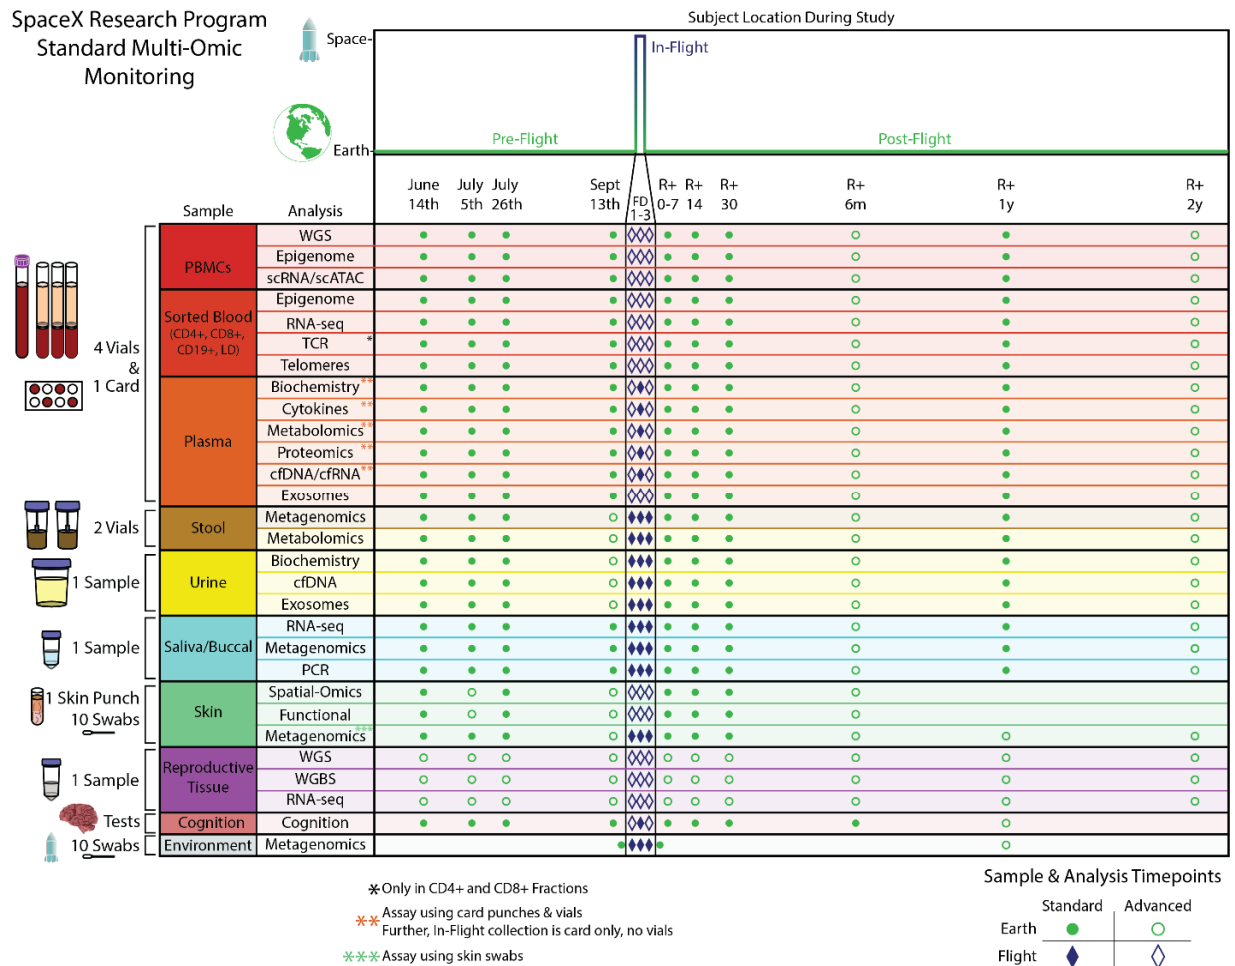 SpaceX Research Program
Standard Multi-Omic
Monitoring
Subject Location During Study
Space-
In-Flight
Pre-Flight
Post-Flight
Earth-
June 14th
July 5th
July 26th
Sept 13th
FD 1-3
R+ 0-7
R+ 14
R+ 30
R+ 6m
R+ 1y
R+ 2y
Sample
Analysis
4 Vials
&
1 Card
PBMCs
WGS
Epigenome
scRNA/scATAC
Sorted Blood
(CD4+, CD8+,
CD19+, LD)
Epigenome
RNA-seq
TCR *
Telomeres
Plasma
Biochemistry**
Cytokines **
Metabolomics**
Proteomics **
cfDNA/cfRNA**
Exosomes
2 Vials
Stool
Metagenomics
Metabolomics
1 Sample
Urine
Biochemistry
cfDNA
Exosomes
1 Sample
Saliva/Buccal
RNA-seq
Metagenomics
PCR
1 Skin Punch
10 Swabs
Skin
Spatial-Omics
Functional
Metagenomics***
1 Sample
Reproductive
Tissue
WGS
WGBS
RNA-seq
Tests
Cognition
Cognition
10 Swabs
Environment
Metagenomics
*Only in CD4+ and CD8+ Fractions
** Assay using card punches & vials
Further, In-Flight collection is card only, no vials
*** Assay using skin swabs
Sample & Analysis Timepoints
Standard
Advanced
Earth
Flight